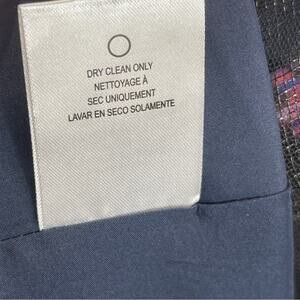 DRY CLEAN ONLY
NETTOYAGE À
SEC UNIQUEMENT
LAVAR EN SECO SOLAMENTE